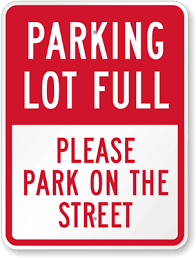 PARKING
LOT FULL
PLEASE
PARK ON THE
STREET